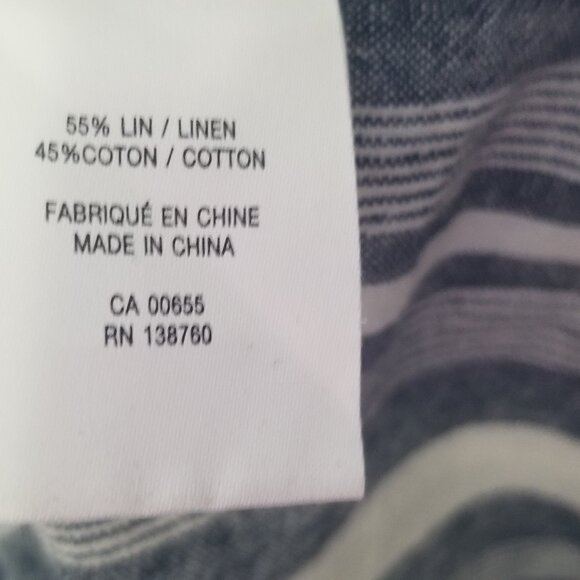 55% LIN / LINEN
45%COTON / COTTON
FABRIQUÉ EN CHINE
MADE IN CHINA
CA 00655
RN 138760